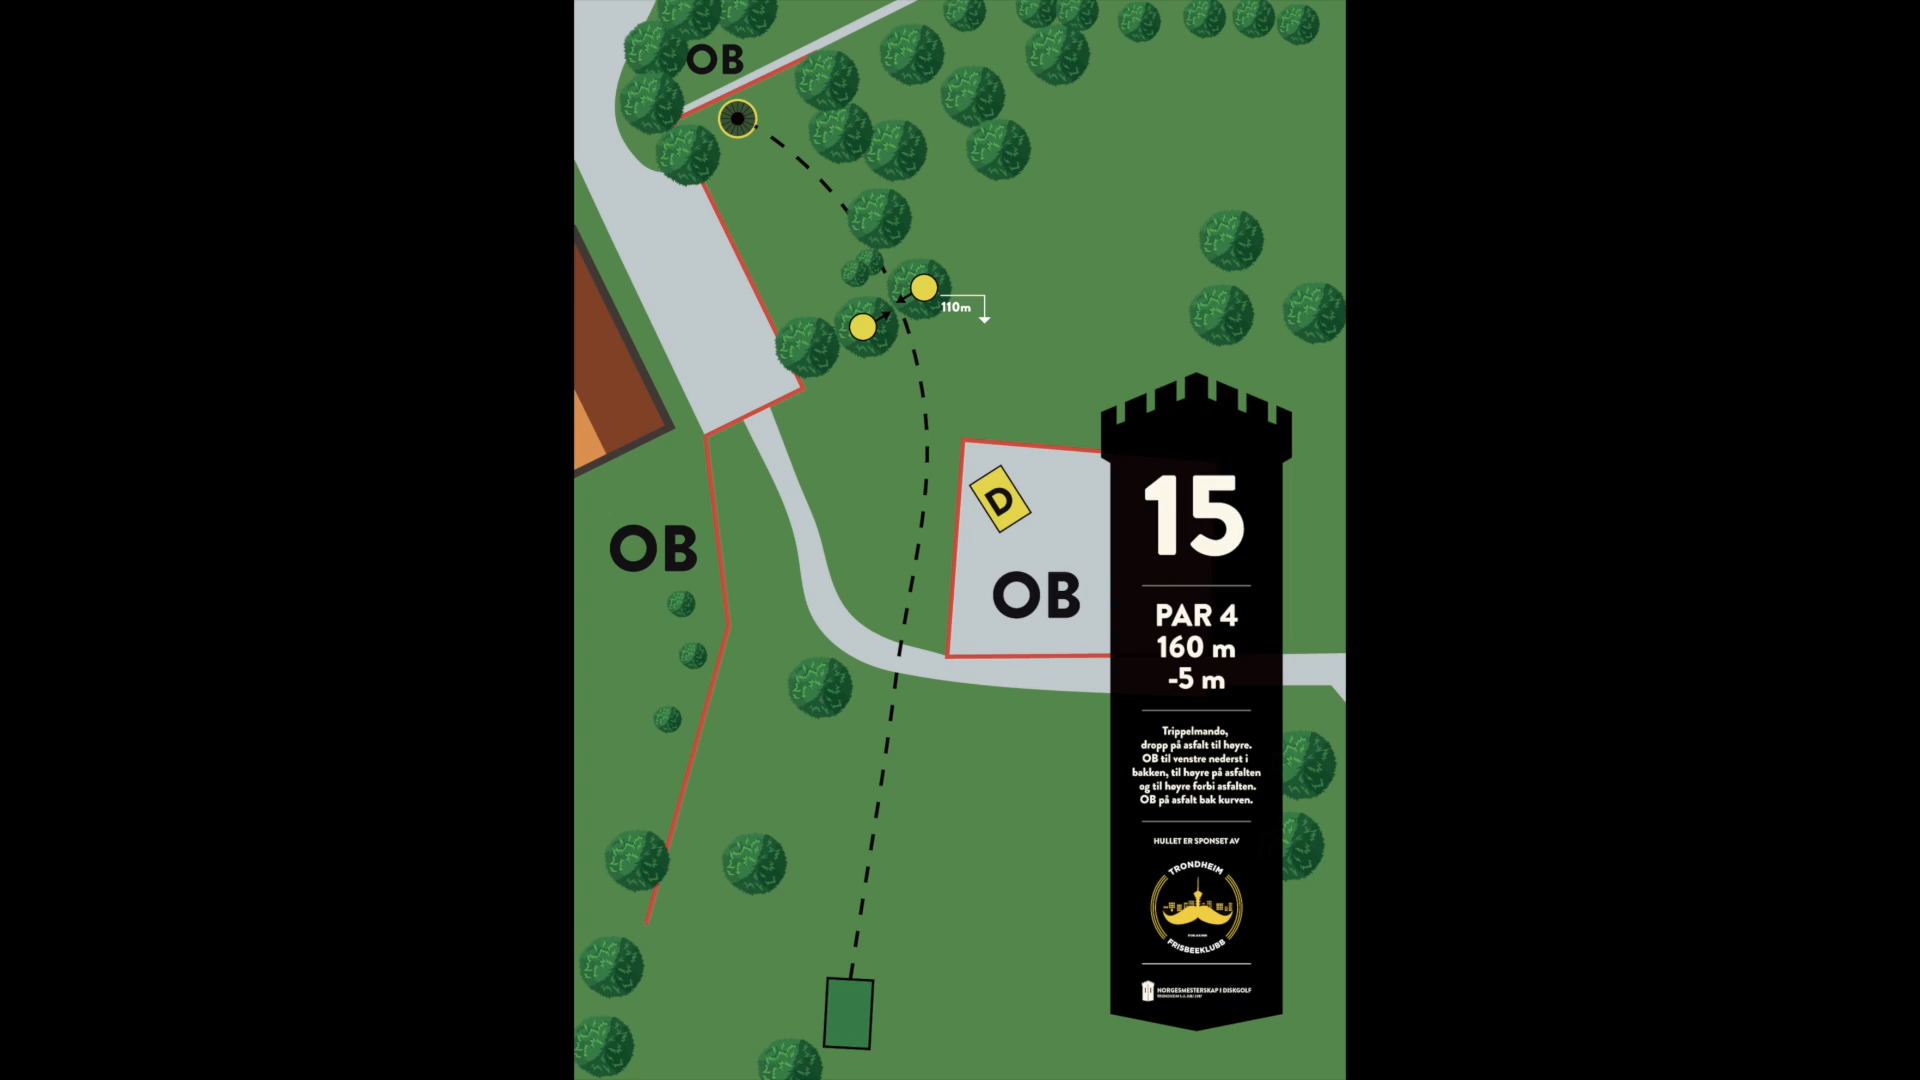 OB
110m
D
OB
OB
15
PAR 4
160 m
-5 m
Trippelmando,
dropp på asfalt til høyre.
OB til venstre nederst i
bakken, til høyre på asfalten
og til høyre forbi asfalten.
OB på asfalt bak kurven.
HULLET ER SPONSET AV
TRONDHEIM
FRISBEEKLUBB
NORGESMESTERSKAP I DISKGOLF